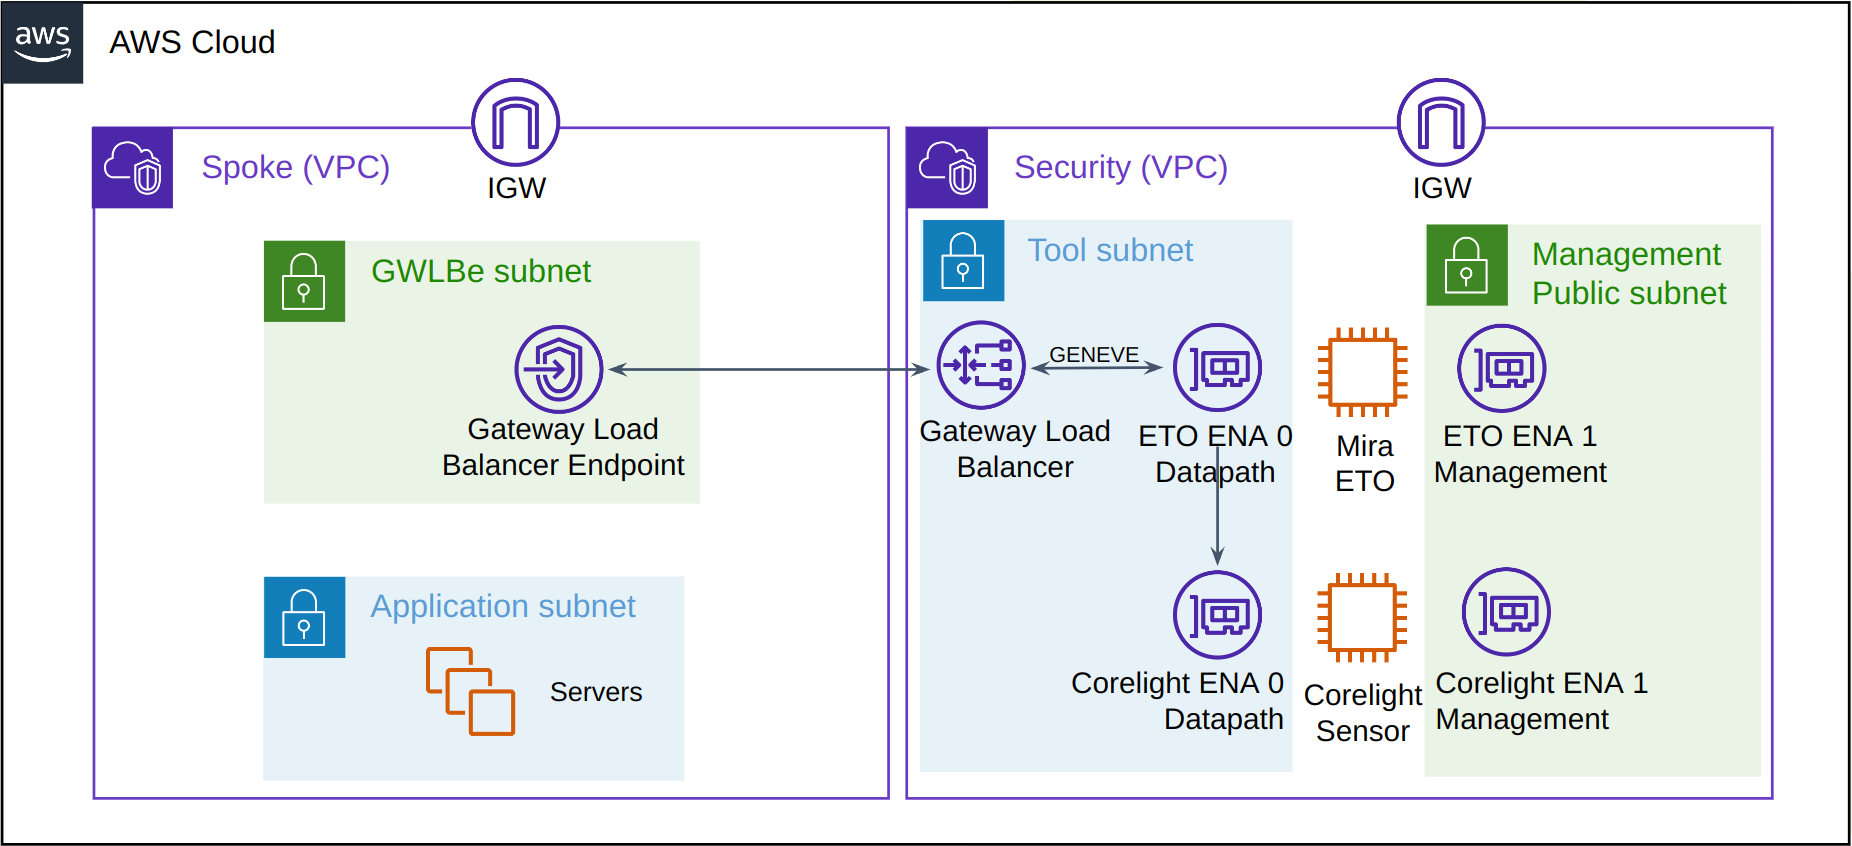 aws
AWS Cloud
Spoke (VPC)
IGW
GWLBe subnet
Gateway Load
Balancer Endpoint
Application subnet
Servers
Security (VPC)
IGW
Tool subnet
Gateway Load
Balancer
GENEVE
ETO ENA 0
Datapath
Corelight ENA 0
Datapath
Mira
ETO
Corelight
Sensor
Management
Public subnet
ETO ENA 1
Management
Corelight ENA 1
Management